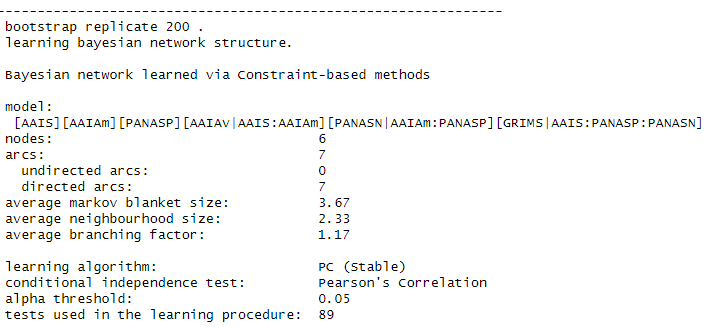 ----------------------------------------------------------------
bootstrap replicate 200 .
learning bayesian network structure.
Bayesian network learned via Constraint-based methods
model:
[AAIS][AAIAm][PANASP][AAIAv|AAIS:AAIAm][PANASN|AAIAm:PANASP][GRIMS|AAIS:PANASP:PANASN]
nodes: 6
arcs: 7
undirected arcs: 0
directed arcs: 7
average markov blanket size: 3.67
average neighbourhood size: 2.33
average branching factor: 1.17
learning algorithm: PC (Stable)
conditional independence test: Pearson's Correlation
alpha threshold: 0.05
tests used in the learning procedure: 89